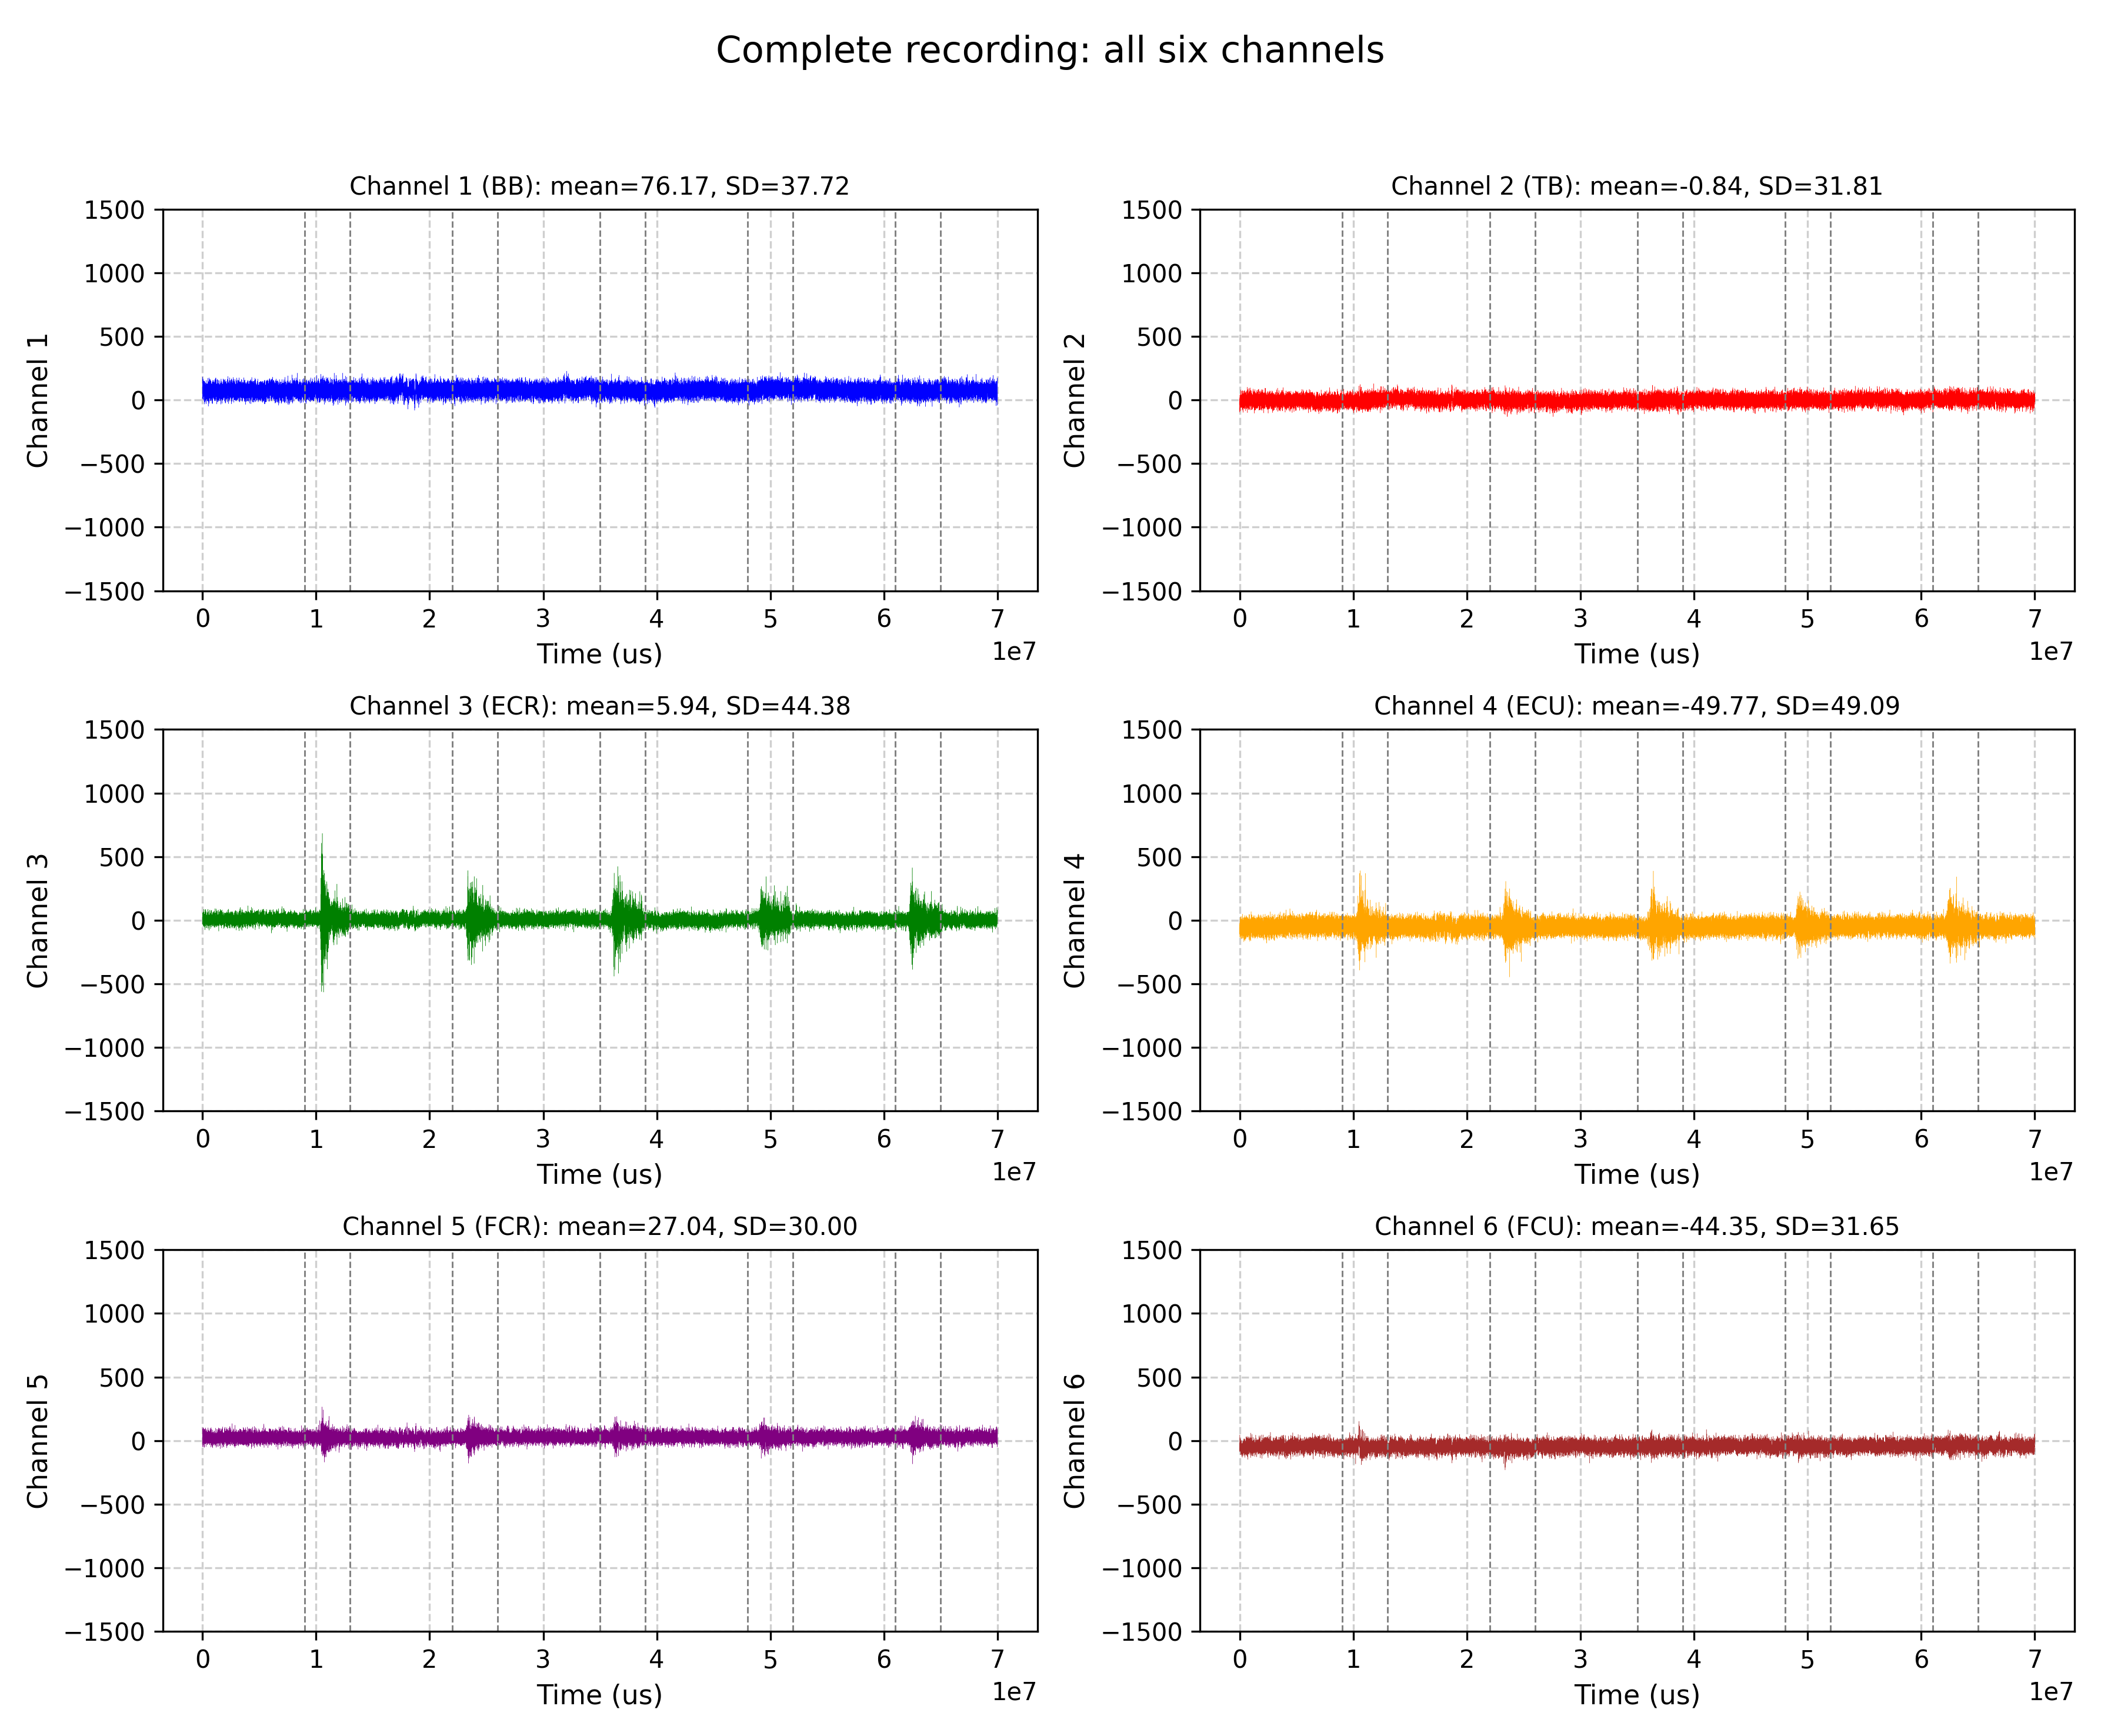 Complete recording: all six channels
Channel 1 (BB): mean=76.17, SD=37.72
Channel 1
1500
1000
500
0
−500
−1000
−1500
0 1 2 3 4 5 6 7
1e7
Time (us)
Channel 2 (TB): mean=-0.84, SD=31.81
Channel 2
1500
1000
500
0
−500
−1000
−1500
0 1 2 3 4 5 6 7
1e7
Time (us)
Channel 3 (ECR): mean=5.94, SD=44.38
Channel 3
1500
1000
500
0
−500
−1000
−1500
0 1 2 3 4 5 6 7
1e7
Time (us)
Channel 4 (ECU): mean=-49.77, SD=49.09
Channel 4
1500
1000
500
0
−500
−1000
−1500
0 1 2 3 4 5 6 7
1e7
Time (us)
Channel 5 (FCR): mean=27.04, SD=30.00
Channel 5
1500
1000
500
0
−500
−1000
−1500
0 1 2 3 4 5 6 7
1e7
Time (us)
Channel 6 (FCU): mean=-44.35, SD=31.65
Channel 6
1500
1000
500
0
−500
−1000
−1500
0 1 2 3 4 5 6 7
1e7
Time (us)